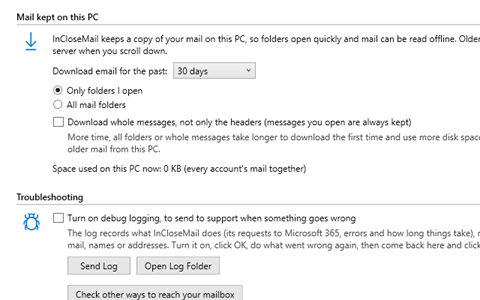 Mail kept on this PC
InCloseMail keeps a copy of your mail on this PC, so folders open quickly and mail can be read offline. Older
server when you scroll down.
Download email for the past: 30 days
Only folders I open
All mail folders
Download whole messages, not only the headers (messages you open are always kept)
More time, all folders or whole messages take longer to download the first time and use more disk space
older mail from this PC.
Space used on this PC now: 0 KB (every account's mail together)
Troubleshooting
Turn on debug logging, to send to support when something goes wrong
The log records what InCloseMail does (its requests to Microsoft 365, errors and how long things take),
mail, names or addresses. Turn it on, click OK, do what went wrong again, then come back here and click
Send Log Open Log Folder
Check other ways to reach your mailbox